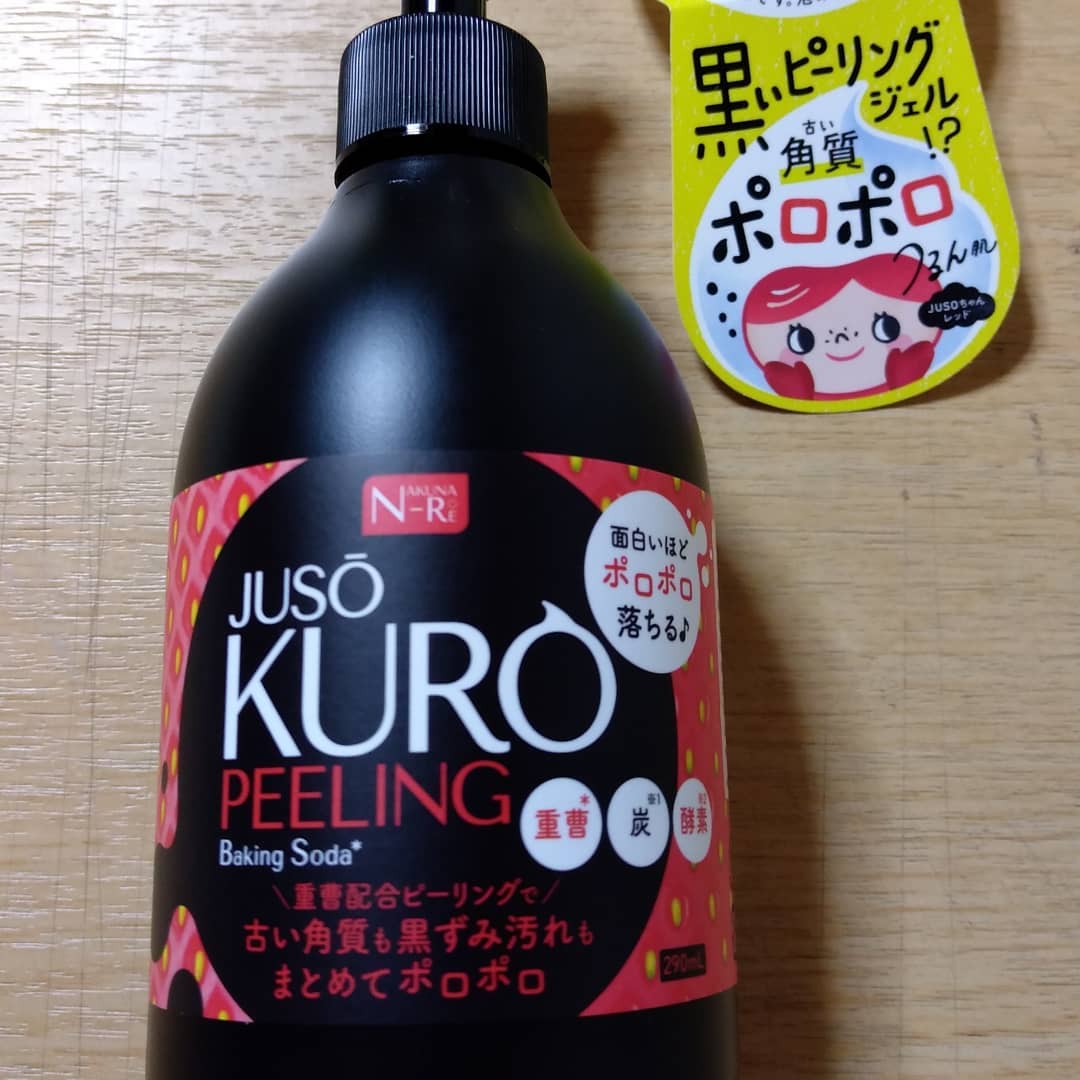 黒いピーリング
ジェル!?
古い
角質
ポロポロ
つるん肌
JUSOちゃん
レッド
N-RE
AKUNA
面白いほど
ポロポロ
落ちる♪
JUSŌ
KURO
PEELING
Baking Soda*
重曹*
炭※1
酵素※2
\重曹配合ピーリングで/
古い角質も黒ずみ汚れも
まとめてポロポロ
290mL